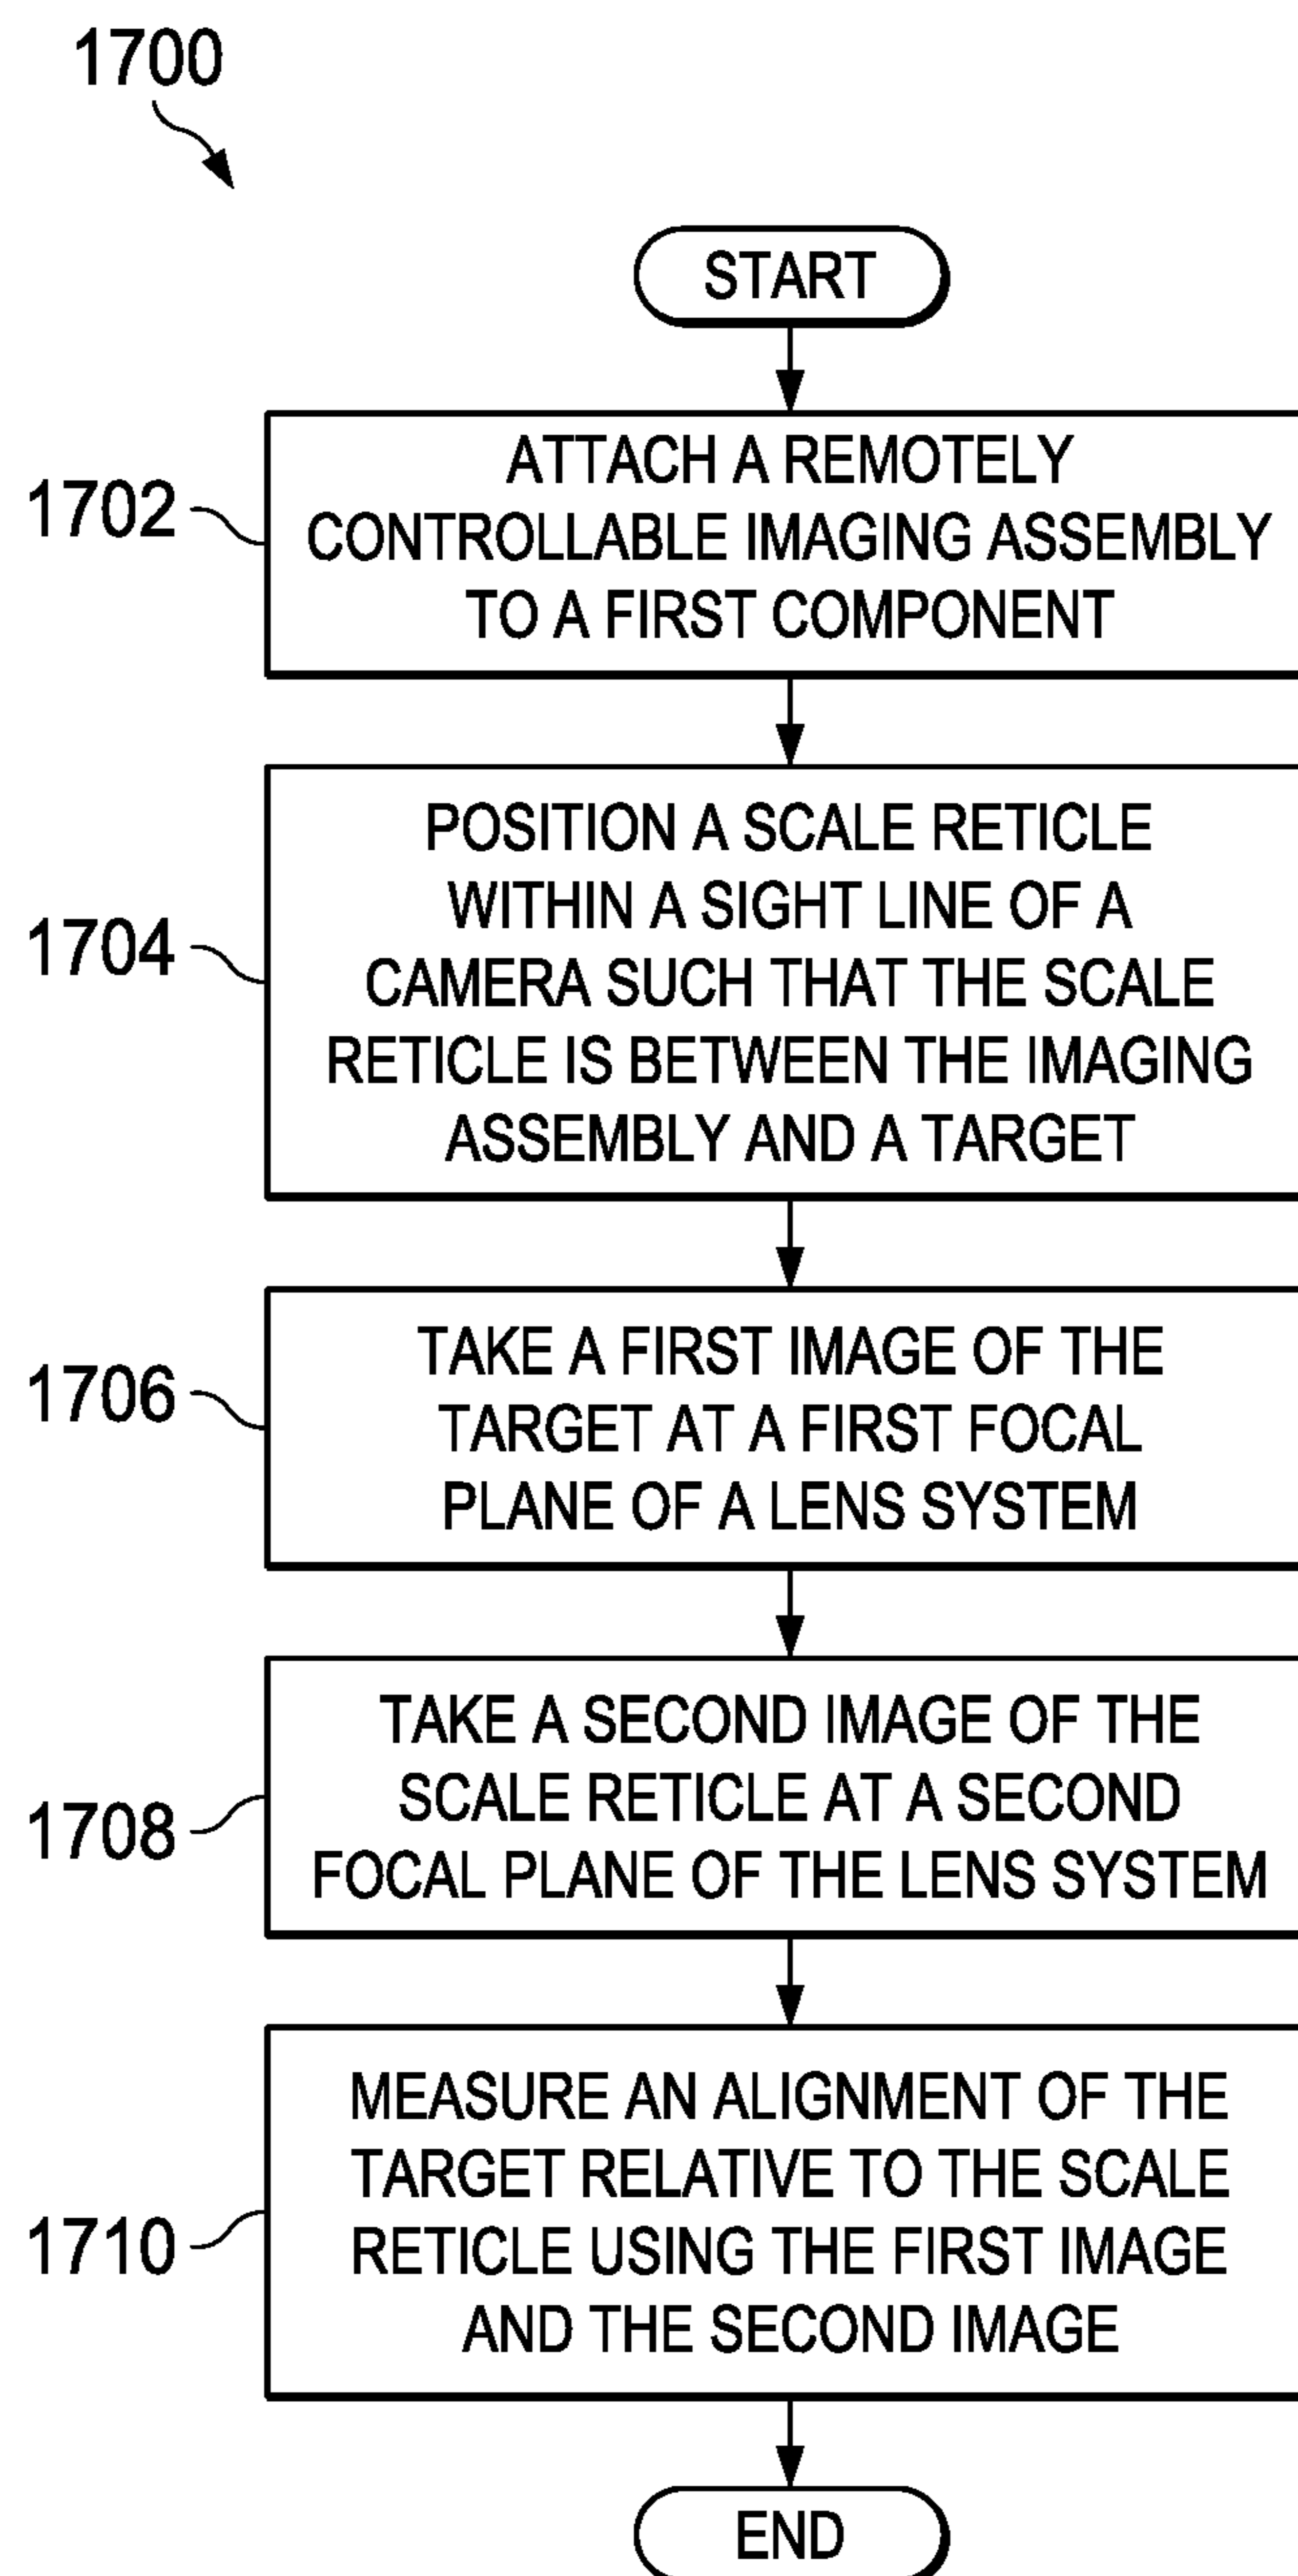 1700
START
1702
ATTACH A REMOTELY
CONTROLLABLE IMAGING ASSEMBLY
TO A FIRST COMPONENT
1704
POSITION A SCALE RETICLE
WITHIN A SIGHT LINE OF A
CAMERA SUCH THAT THE SCALE
RETICLE IS BETWEEN THE IMAGING
ASSEMBLY AND A TARGET
1706
TAKE A FIRST IMAGE OF THE
TARGET AT A FIRST FOCAL
PLANE OF A LENS SYSTEM
1708
TAKE A SECOND IMAGE OF THE
SCALE RETICLE AT A SECOND
FOCAL PLANE OF THE LENS SYSTEM
1710
MEASURE AN ALIGNMENT OF THE
TARGET RELATIVE TO THE SCALE
RETICLE USING THE FIRST IMAGE
AND THE SECOND IMAGE
END